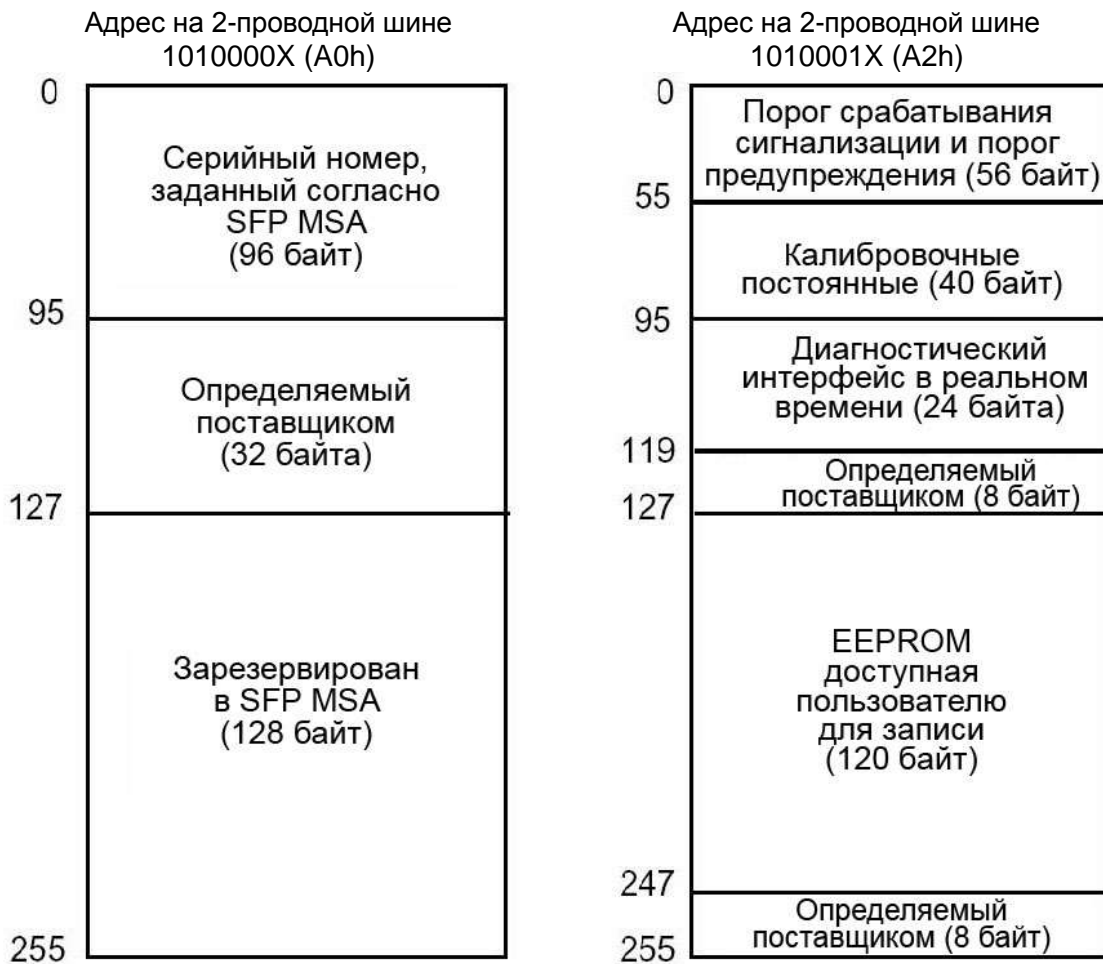 Адрес на 2-проводной шине
1010000X (A0h)
0
Серийный номер,
заданный согласно
SFP MSA
(96 байт)
95
Определяемый
поставщиком
(32 байта)
127
Зарезервирован
в SFP MSA
(128 байт)
255
Адрес на 2-проводной шине
1010001X (A2h)
0
Порог срабатывания
сигнализации и порог
предупреждения (56 байт)
55
Калибровочные
постоянные (40 байт)
95
Диагностический
интерфейс в реальном
времени (24 байта)
119
Определяемый
поставщиком (8 байт)
127
EEPROM
доступная
пользователю
для записи
(120 байт)
247
Определяемый
поставщиком (8 байт)
255